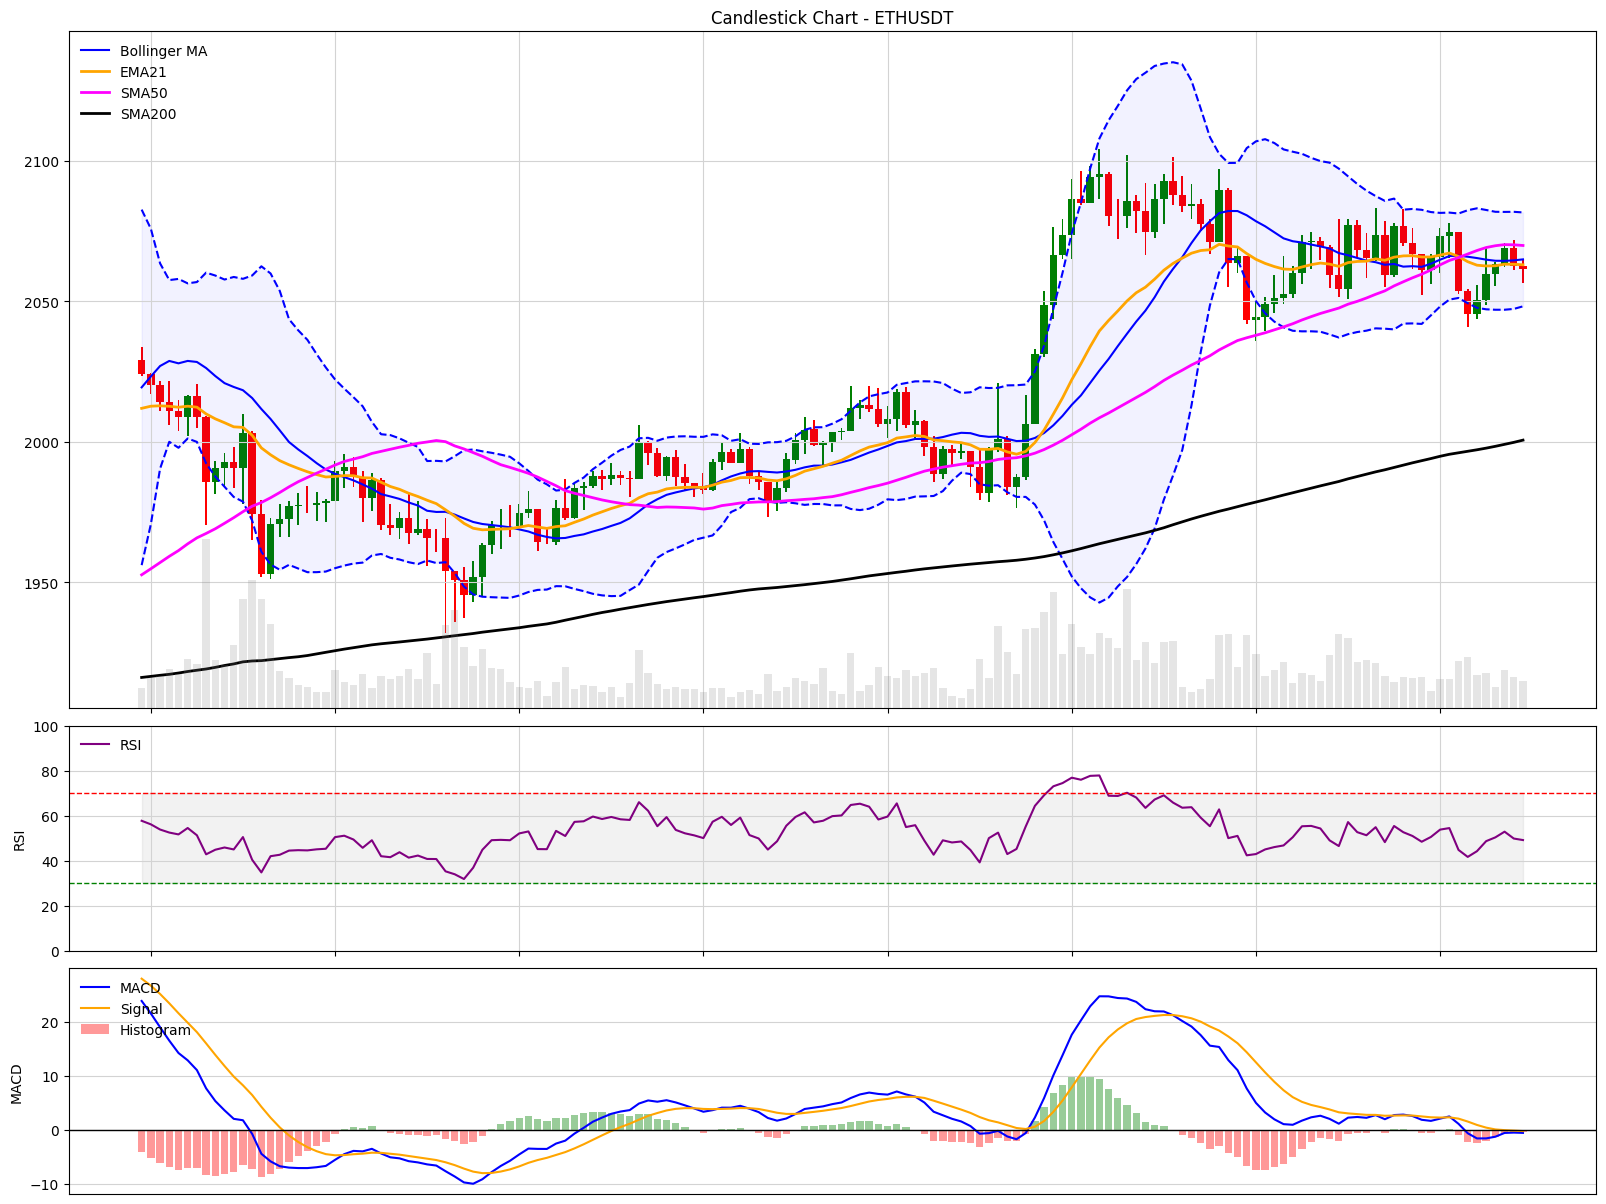 Candlestick Chart - ETHUSDT
Bollinger MA
EMA21
SMA50
SMA200
2100
2050
2000
1950
100
RSI
80
60
RSI
40
20
0
MACD
Signal
20
Histogram
10
MACD
0
−10